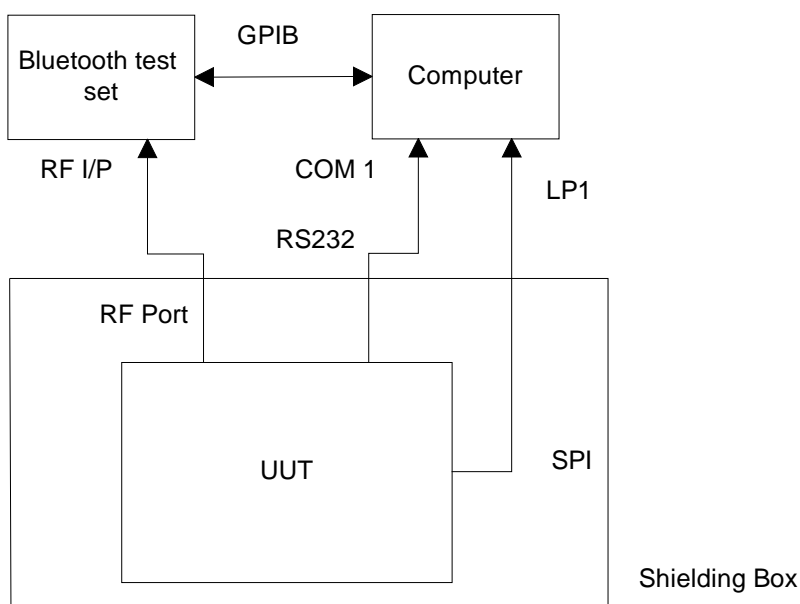 GPIB
Bluetooth test
set
Computer
RF I/P
COM 1
LP1
RS232
RF Port
UUT
SPI
Shielding Box